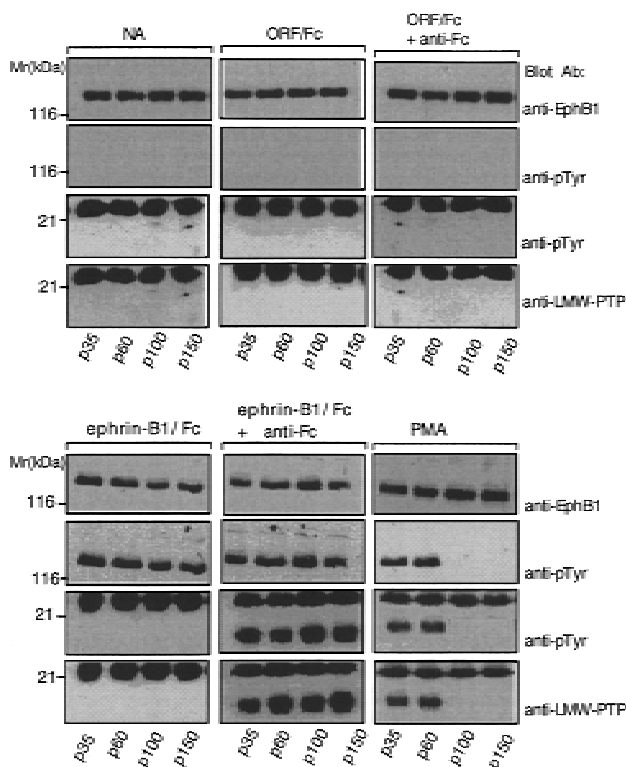 NA ORF/Fc ORF/Fc + anti-Fc
Mr(kDa) Blot Ab:
116 anti-EphB1
116 anti-pTyr
21 anti-pTyr
21 anti-LMW-PTP
p35 p60 p100 p150 p35 p60 p100 p150 p35 p60 p100 p150
ephriin-B1/ Fc ephriin-B1/ Fc + anti-Fc PMA
Mr(kDa)
116 anti-EphB1
116 anti-pTyr
21 anti-pTyr
21 anti-LMW-PTP
p35 p60 p100 p150 p35 p60 p100 p150 p35 p60 p100 p150